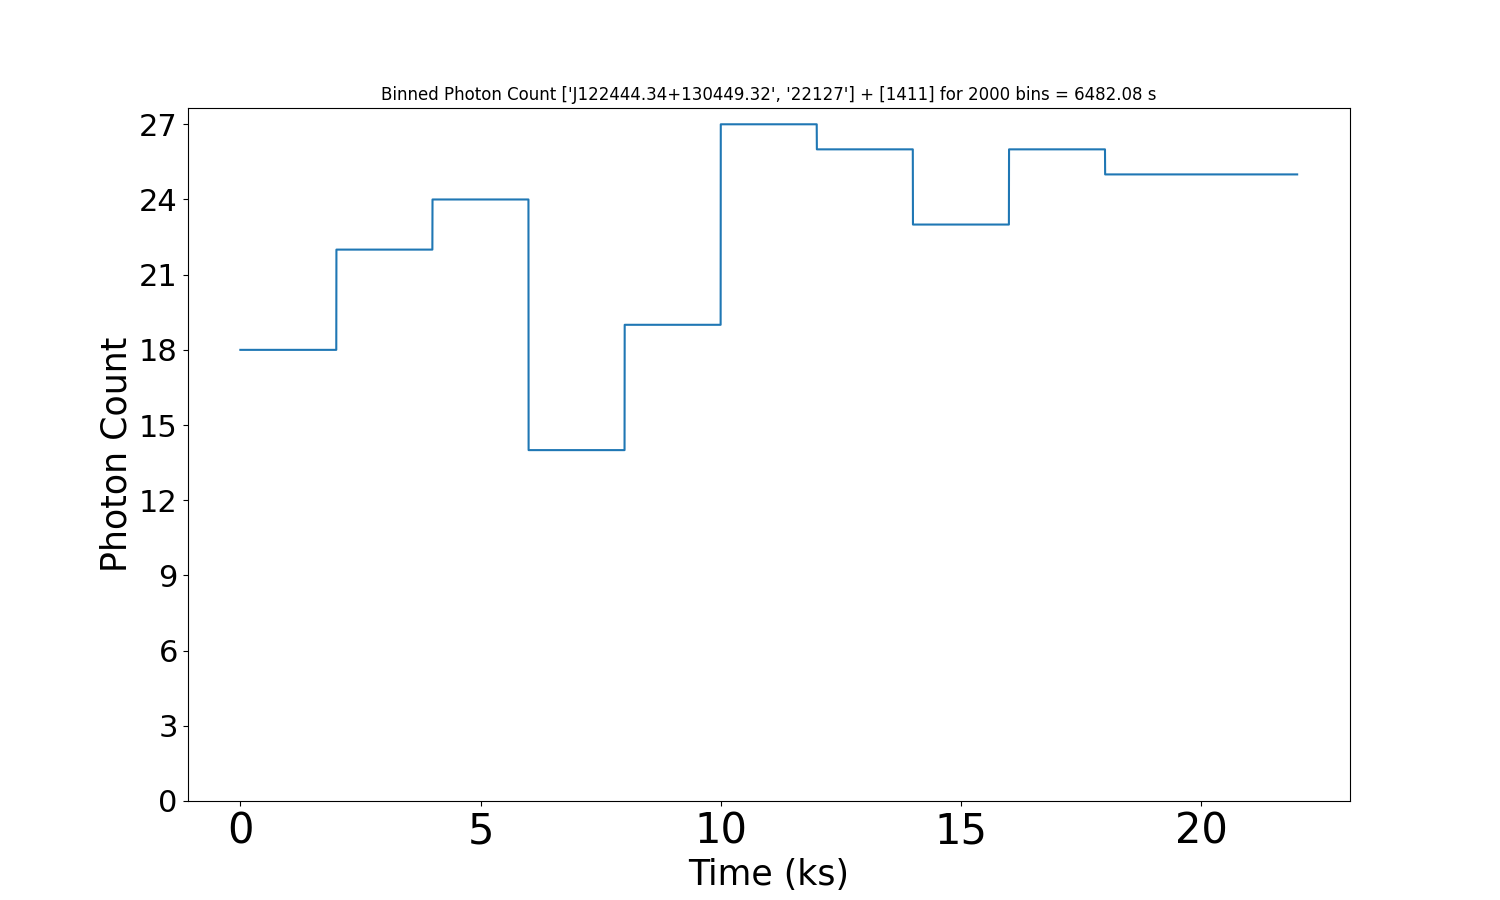 Binned Photon Count ['J122444.34+130449.32', '22127'] + [1411] for 2000 bins = 6482.08 s
27
24
21
18
15
12
9
6
3
0
Photon Count
0 5 10 15 20
Time (ks)